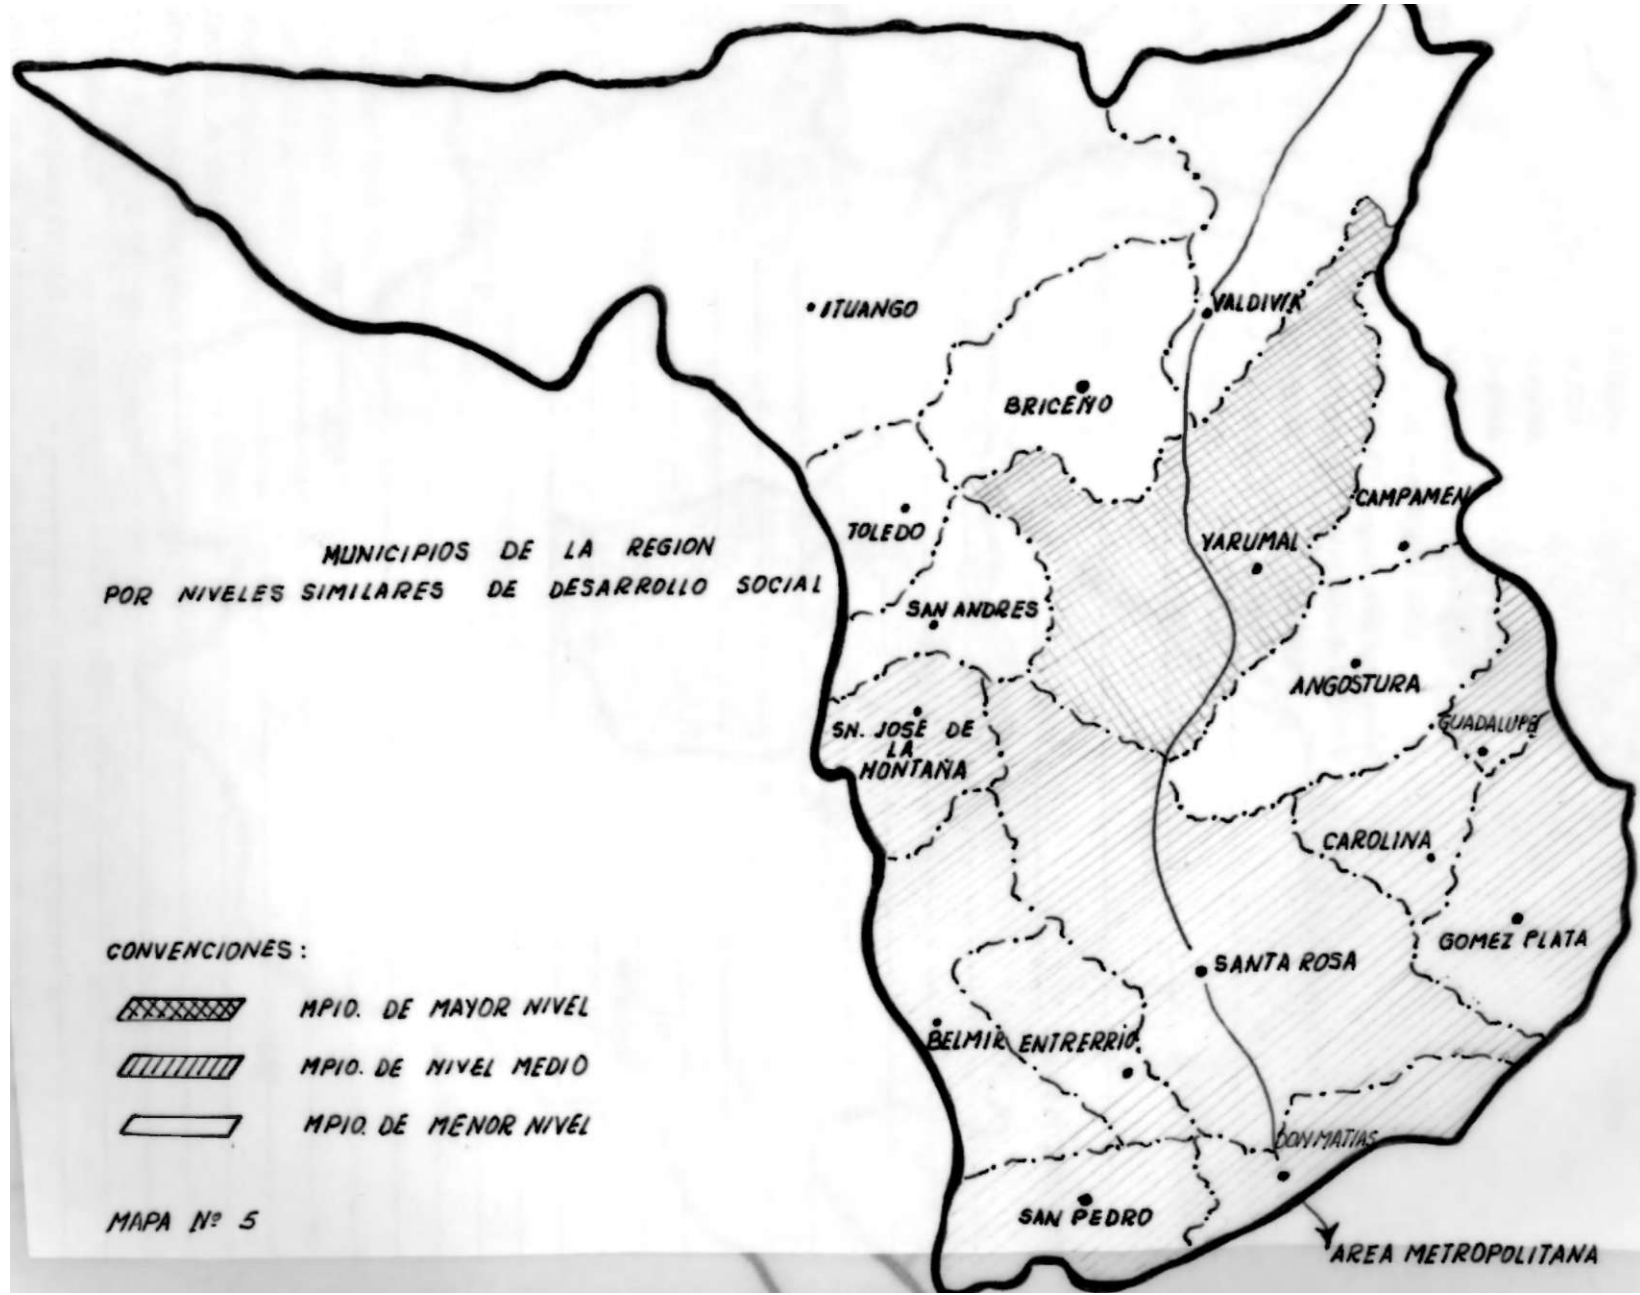 ITUANGO
VALDIVIA
BRICEÑO
CAMPAMEN
TOLEDO
YARUMAL
MUNICIPIOS DE LA REGION
POR NIVELES SIMILARES DE DESARROLLO SOCIAL
SAN ANDRES
ANGOSTURA
GUADALUPE
SN. JOSE DE
LA
MONTAÑA
CAROLINA
CONVENCIONES:
GOMEZ PLATA
SANTA ROSA
MPIO. DE MAYOR NIVEL
BELMIR
ENTRERRIO
MPIO. DE NIVEL MEDIO
MPIO. DE MENOR NIVEL
DON MATIAS
MAPA Nº 5
SAN PEDRO
AREA METROPOLITANA